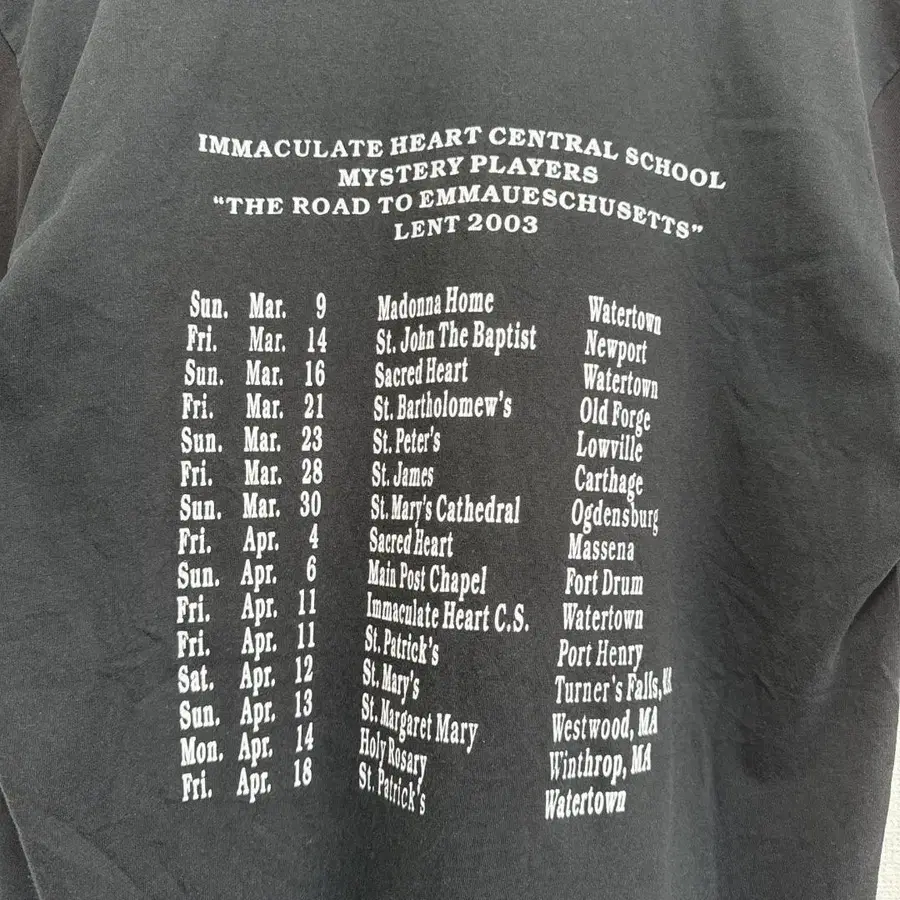 IMMACULATE HEART CENTRAL SCHOOL
MYSTERY PLAYERS
"THE ROAD TO EMMAUESCHUSETTS"
LENT 2003
Sun. Mar. 9 Madonna Home Watertown
Fri. Mar. 14 St. John The Baptist Newport
Sun. Mar. 16 Sacred Heart Watertown
Fri. Mar. 21 St. Bartholomew's Old Forge
Sun. Mar. 23 St. Peter's Lowville
Fri. Mar. 28 St. James Carthage
Sun. Mar. 30 St. Mary's Cathedral Ogdensburg
Fri. Apr. 4 Sacred Heart Massena
Sun. Apr. 6 Main Post Chapel Fort Drum
Fri. Apr. 11 Immaculate Heart C.S. Watertown
Fri. Apr. 11 St. Patrick's Port Henry
Sat. Apr. 12 St. Mary's Turner's Falls, MA
Sun. Apr. 13 St. Margaret Mary Westwood, MA
Mon. Apr. 14 Holy Rosary Winthrop, MA
Fri. Apr. 18 St. Patrick's Watertown